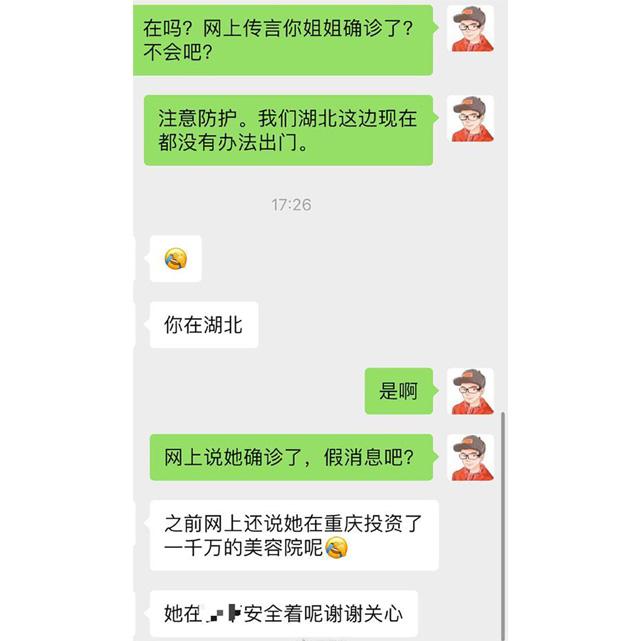 在吗？网上传言你姐姐确诊了？
不会吧？
注意防护。我们湖北这边现在
都没有办法出门。
17:26
你在湖北
是啊
网上说她确诊了，假消息吧？
之前网上还说她在重庆投资了
一千万的美容院呢
她在 安全着呢谢谢关心